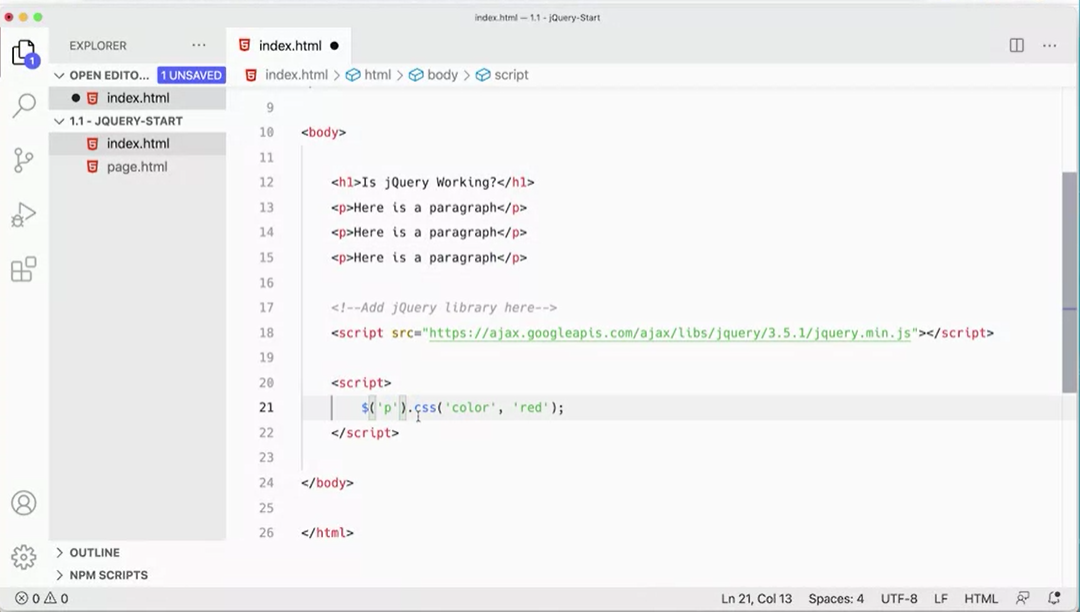 index.html — 1.1 - jQuery-Start
EXPLORER ...
index.html
OPEN EDITO... 1 UNSAVED
index.html > html > body > script
index.html
1.1 - JQUERY-START
index.html
page.html
1
9
10 <body>
11
12 <h1>Is jQuery Working?</h1>
13 <p>Here is a paragraph</p>
14 <p>Here is a paragraph</p>
15 <p>Here is a paragraph</p>
16
17 <!--Add jQuery library here-->
18 <script src="https://ajax.googleapis.com/ajax/libs/jquery/3.5.1/jquery.min.js"></script>
19
20 <script>
21 $('p').css('color', 'red');
22 </script>
23
24 </body>
25
26 </html>
OUTLINE
NPM SCRIPTS
0 0 Ln 21, Col 13 Spaces: 4 UTF-8 LF HTML